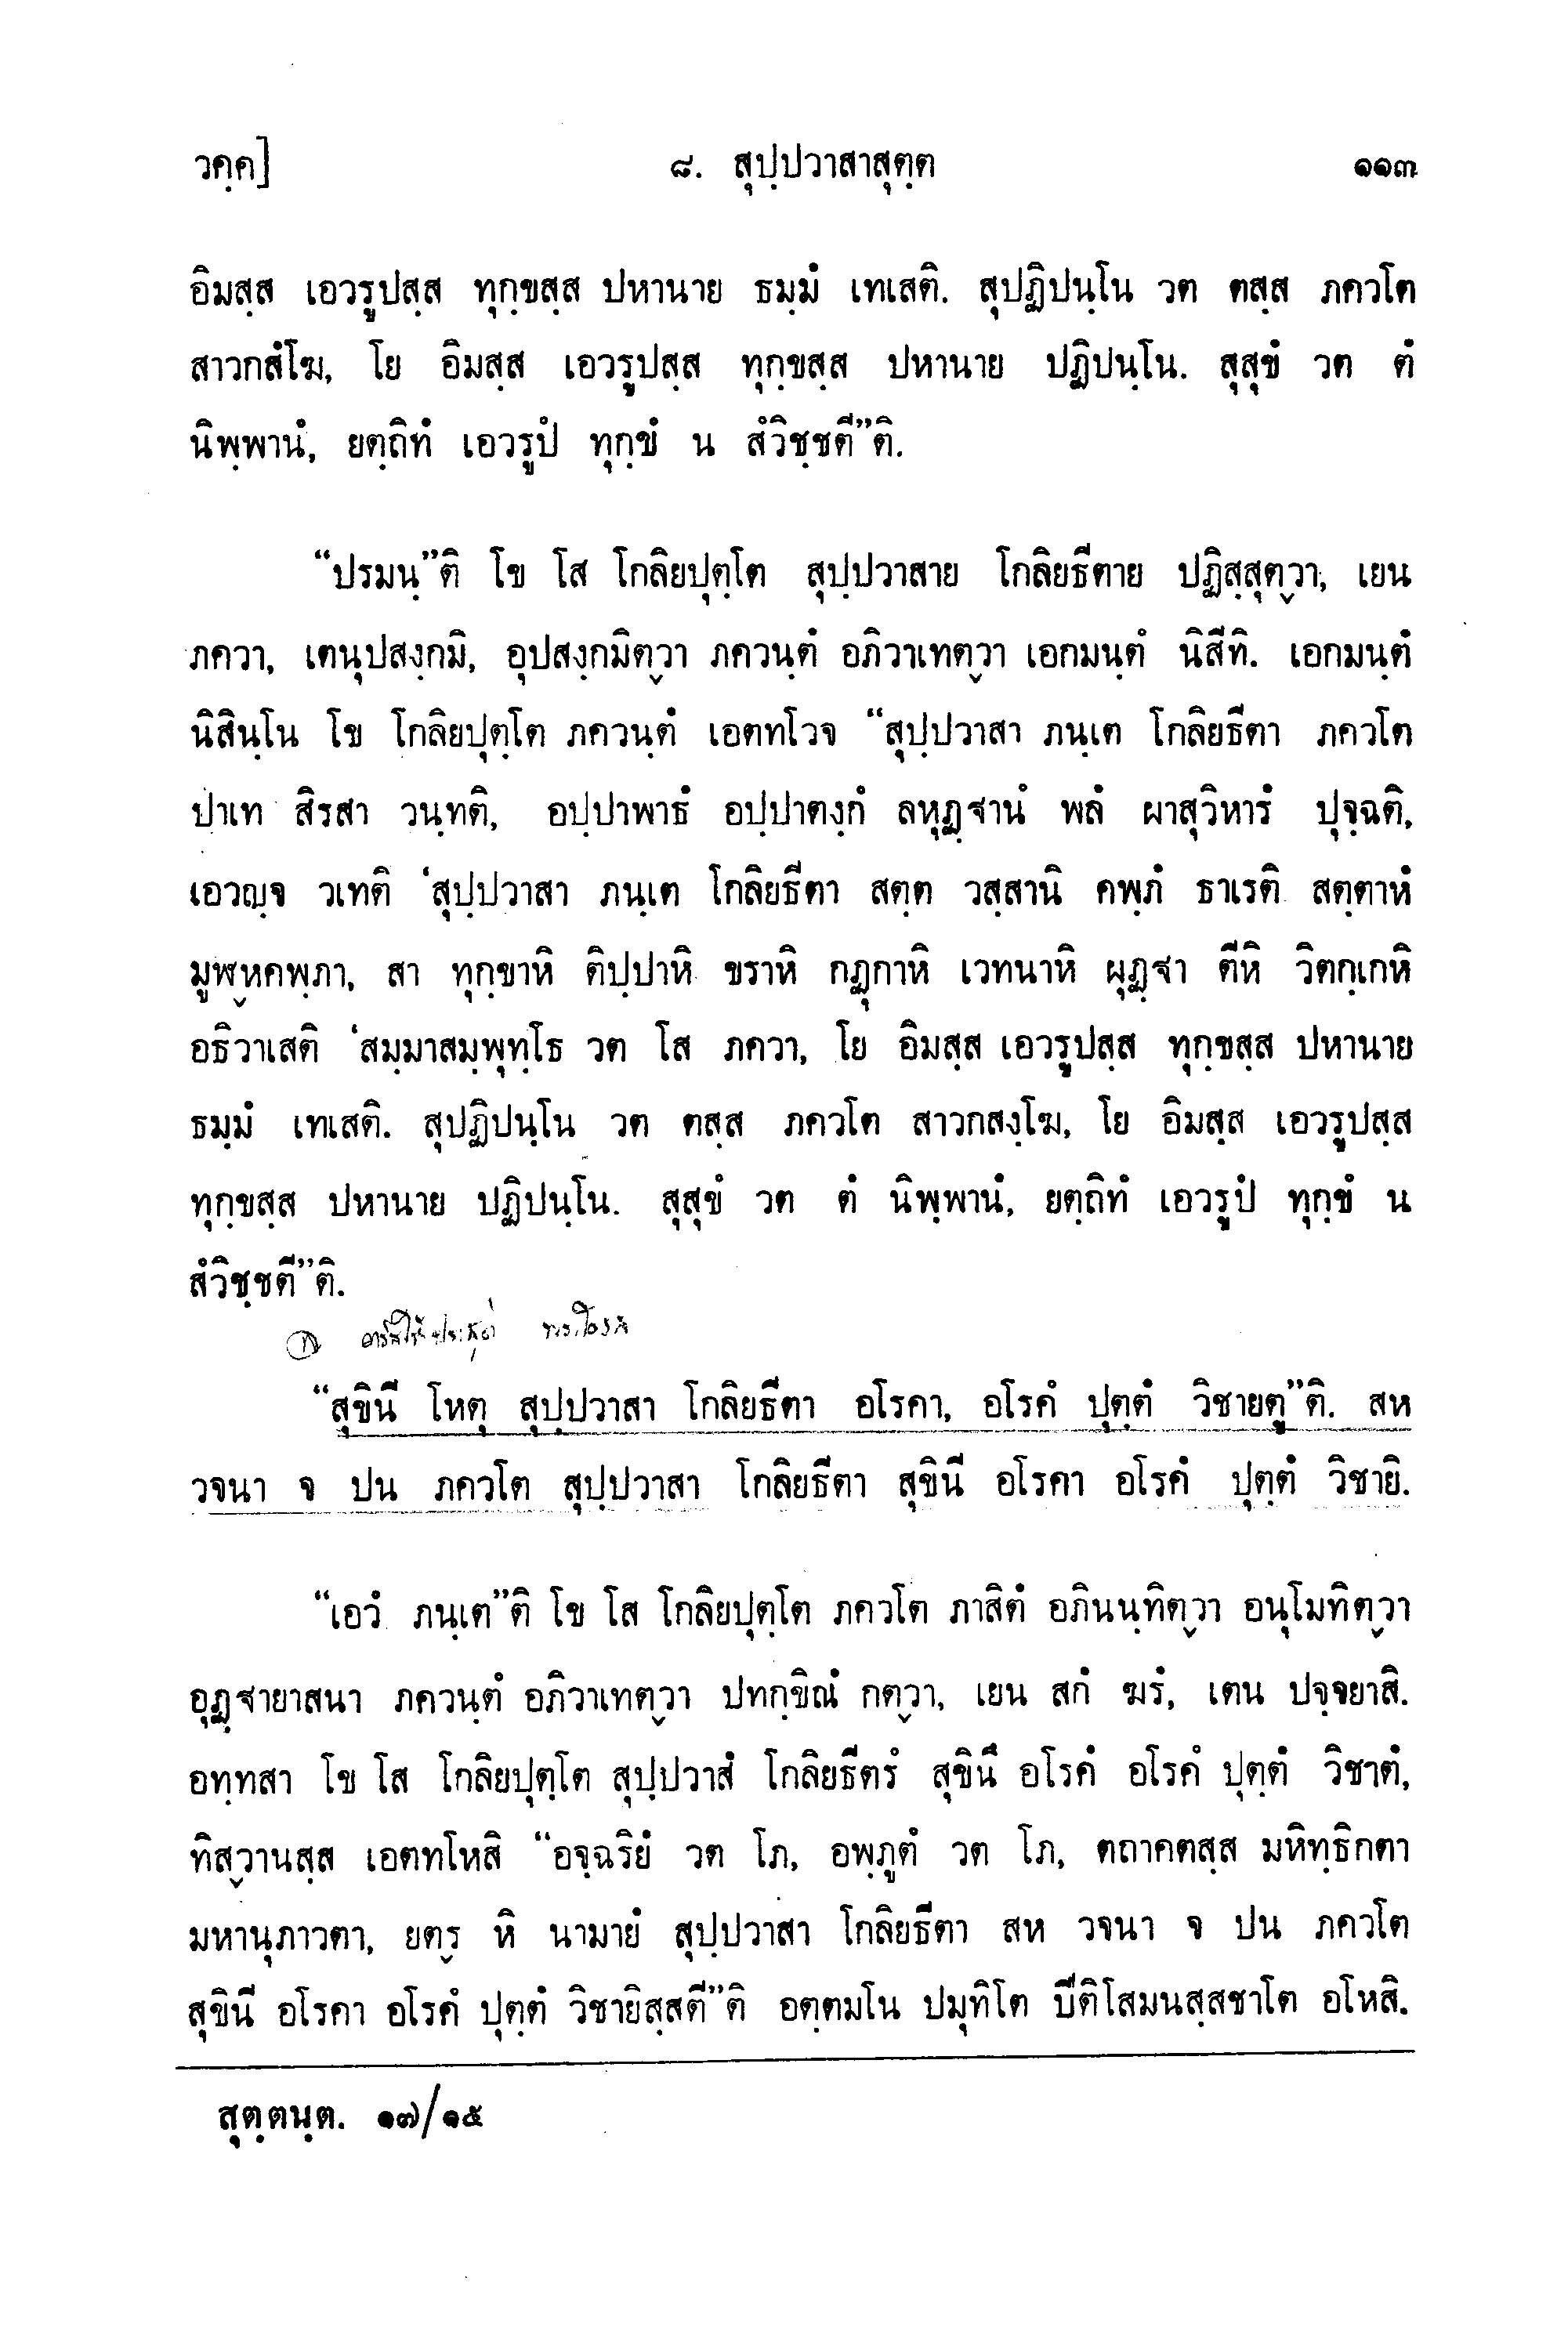 วคฺค] ๘. สุปฺปวาสาสุตฺต ๑๑๓
อิมสฺส เอวรูปสฺส ทุกฺขสฺส ปหานาย ธมฺมํ เทเสติ. สุปฏิปนฺโน วต ตสฺส ภควโต
สาวกสํโฆ, โย อิมสฺส เอวรูปสฺส ทุกฺขสฺส ปหานาย ปฏิปนฺโน. สุสุขํ วต ตํ
นิพฺพานํ, ยตฺถิทํ เอวรูปํ ทุกฺขํ น สํวิชฺชตี”ติ.
“ปรมนฺ”ติ โข โส โกลิยปุตฺโต สุปฺปวาสาย โกลิยธีตาย ปฏิสฺสุตฺวา, เยน
ภควา, เตนุปสงฺกมิ, อุปสงฺกมิตฺวา ภควนฺตํ อภิวาเทตฺวา เอกมนฺตํ นิสีทิ. เอกมนฺตํ
นิสินฺโน โข โกลิยปุตฺโต ภควนฺตํ เอตทโวจ “สุปฺปวาสา ภนฺเต โกลิยธีตา ภควโต
ปาเท สิรสา วนฺทติ, อปฺปาพาธํ อปฺปาตงฺกํ ลหุฏฺฐานํ พลํ ผาสุวิหารํ ปุจฺฉติ,
เอวญฺจ วเทติ ‘สุปฺปวาสา ภนฺเต โกลิยธีตา สตฺต วสฺสานิ คพฺภํ ธาเรติ สตฺตาหํ
มูฬฺหคพฺภา, สา ทุกฺขาหิ ติปฺปาหิ ขราหิ กฏุกาหิ เวทนาหิ ผุฏฺฐา ตีหิ วิตกฺเกหิ
อธิวาเสติ ‘สมฺมาสมฺพุทฺโธ วต โส ภควา, โย อิมสฺส เอวรูปสฺส ทุกฺขสฺส ปหานาย
ธมฺมํ เทเสติ. สุปฏิปนฺโน วต ตสฺส ภควโต สาวกสงฺโฆ, โย อิมสฺส เอวรูปสฺส
ทุกฺขสฺส ปหานาย ปฏิปนฺโน. สุสุขํ วต ตํ นิพฺพานํ, ยตฺถิทํ เอวรูปํ ทุกฺขํ น
สํวิชฺชตี”ติ.
“สุขินี โหตุ สุปฺปวาสา โกลิยธีตา อโรคา, อโรคํ ปุตฺตํ วิชายตู”ติ. สห
วจนา จ ปน ภควโต สุปฺปวาสา โกลิยธีตา สุขินี อโรคา อโรคํ ปุตฺตํ วิชายิ.
“เอวํ ภนฺเต”ติ โข โส โกลิยปุตฺโต ภควโต ภาสิตํ อภินนฺทิตฺวา อนุโมทิตฺวา
อุฏฺฐายาสนา ภควนฺตํ อภิวาเทตฺวา ปทกฺขิณํ กตฺวา, เยน สกํ ฆรํ, เตน ปจฺจยาสิ.
อทฺทสา โข โส โกลิยปุตฺโต สุปฺปวาสํ โกลิยธีตรํ สุขินึ อโรคํ อโรคํ ปุตฺตํ วิชาตํ,
ทิสฺวานสฺส เอตทโหสิ “อจฺฉริยํ วต โภ, อพฺภูตํ วต โภ, ตถาคตสฺส มหิทฺธิกตา
มหานุภาวตา, ยตฺร หิ นามายํ สุปฺปวาสา โกลิยธีตา สห วจนา จ ปน ภควโต
สุขินี อโรคา อโรคํ ปุตฺตํ วิชายิสฺสตี”ติ อตฺตมโน ปมุทิโต ปีติโสมนสฺสชาโต อโหสิ.
สุตฺตนฺต. ๑๗/๑๕